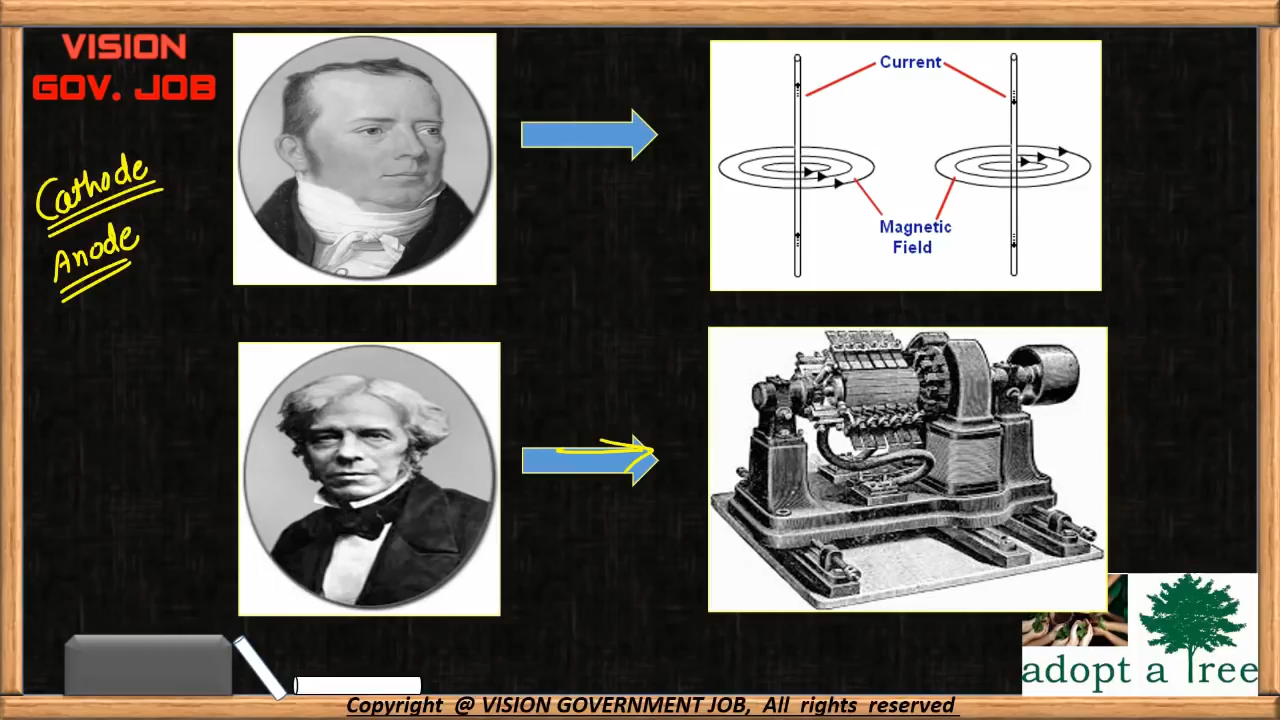 VISION
GOV. JOB
Cathode
Anode
Current
Magnetic
Field
adopt a Tree
Copyright @ VISION GOVERNMENT JOB, All rights reserved